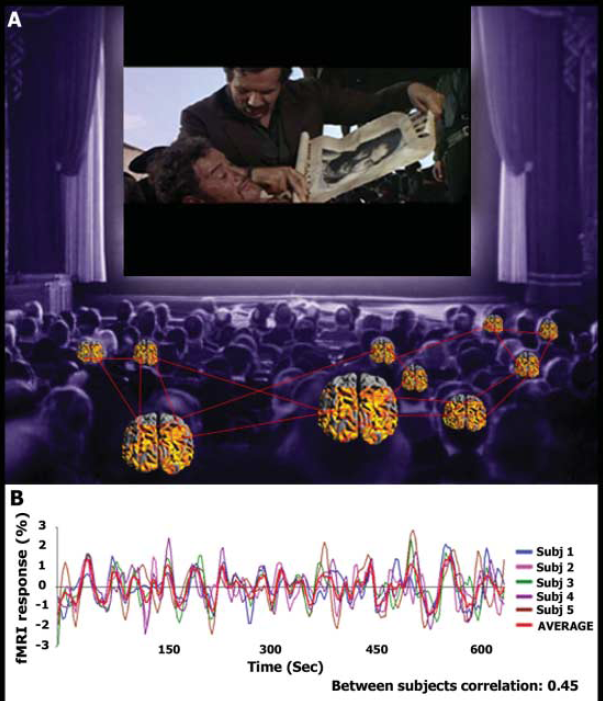 A
B
fMRI response (%)
3
2
1
0
-1
-2
-3
150
300
450
600
Time (Sec)
Subj 1
Subj 2
Subj 3
Subj 4
Subj 5
AVERAGE
Between subjects correlation: 0.45